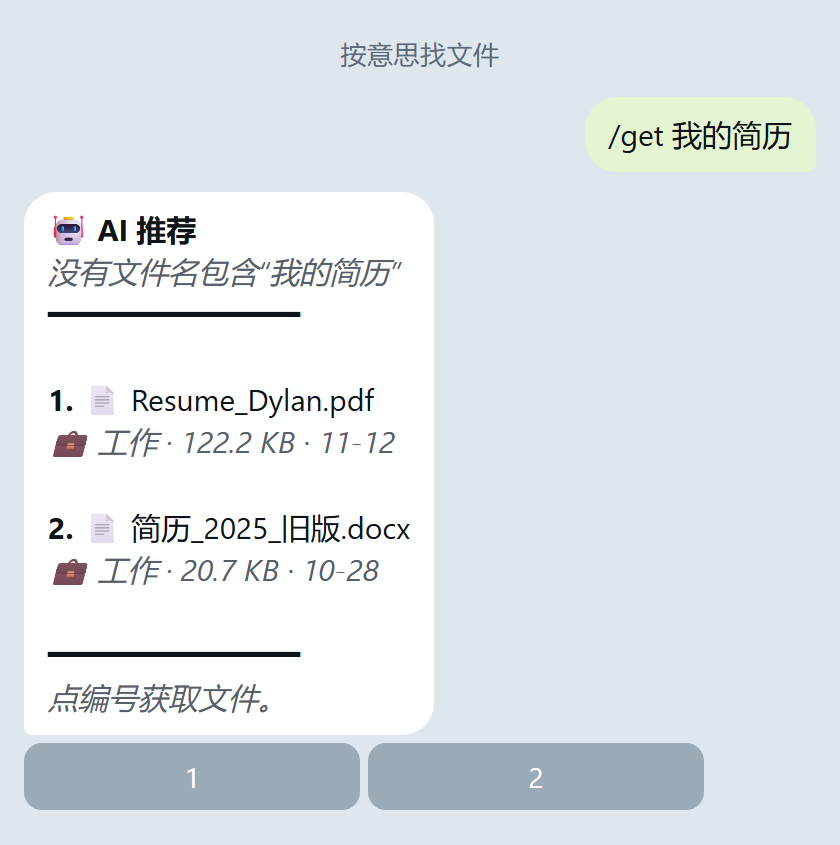 按意思找文件
/get 我的简历
🤖 AI 推荐
没有文件名包含“我的简历”
1. 📄 Resume_Dylan.pdf
💼 工作 · 122.2 KB · 11-12
2. 📄 简历_2025_旧版.docx
💼 工作 · 20.7 KB · 10-28
点编号获取文件。
1
2